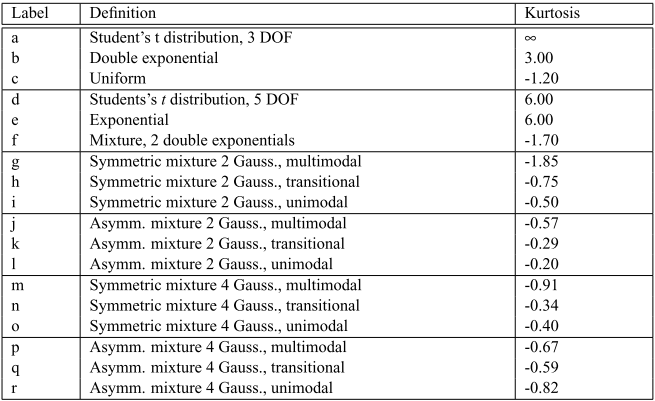 Label Definition Kurtosis
a Student's t distribution, 3 DOF ∞
b Double exponential 3.00
c Uniform -1.20
d Students's t distribution, 5 DOF 6.00
e Exponential 6.00
f Mixture, 2 double exponentials -1.70
g Symmetric mixture 2 Gauss., multimodal -1.85
h Symmetric mixture 2 Gauss., transitional -0.75
i Symmetric mixture 2 Gauss., unimodal -0.50
j Asymm. mixture 2 Gauss., multimodal -0.57
k Asymm. mixture 2 Gauss., transitional -0.29
l Asymm. mixture 2 Gauss., unimodal -0.20
m Symmetric mixture 4 Gauss., multimodal -0.91
n Symmetric mixture 4 Gauss., transitional -0.34
o Symmetric mixture 4 Gauss., unimodal -0.40
p Asymm. mixture 4 Gauss., multimodal -0.67
q Asymm. mixture 4 Gauss., transitional -0.59
r Asymm. mixture 4 Gauss., unimodal -0.82